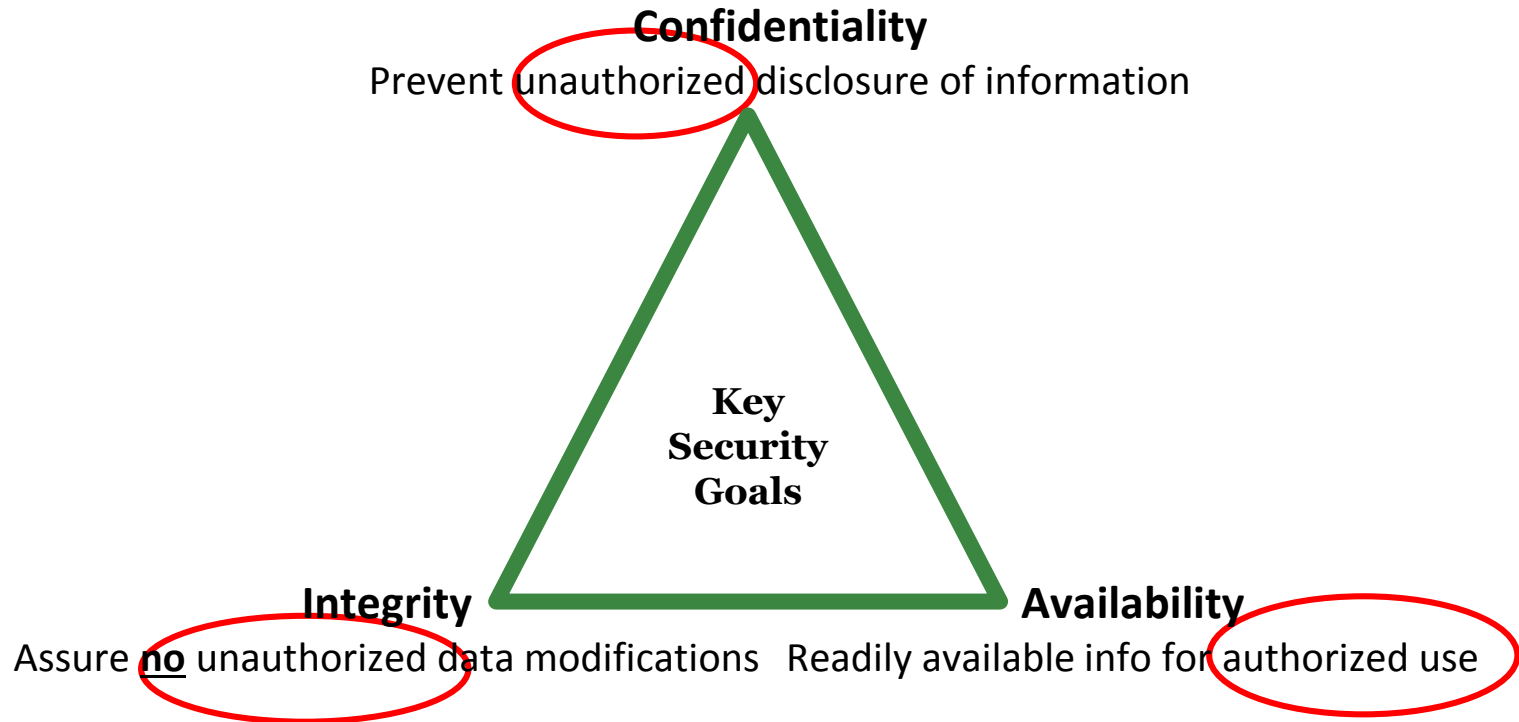 Confidentiality
Prevent unauthorized disclosure of information
Key
Security
Goals
Integrity
Assure no unauthorized data modifications
Availability
Readily available info for authorized use